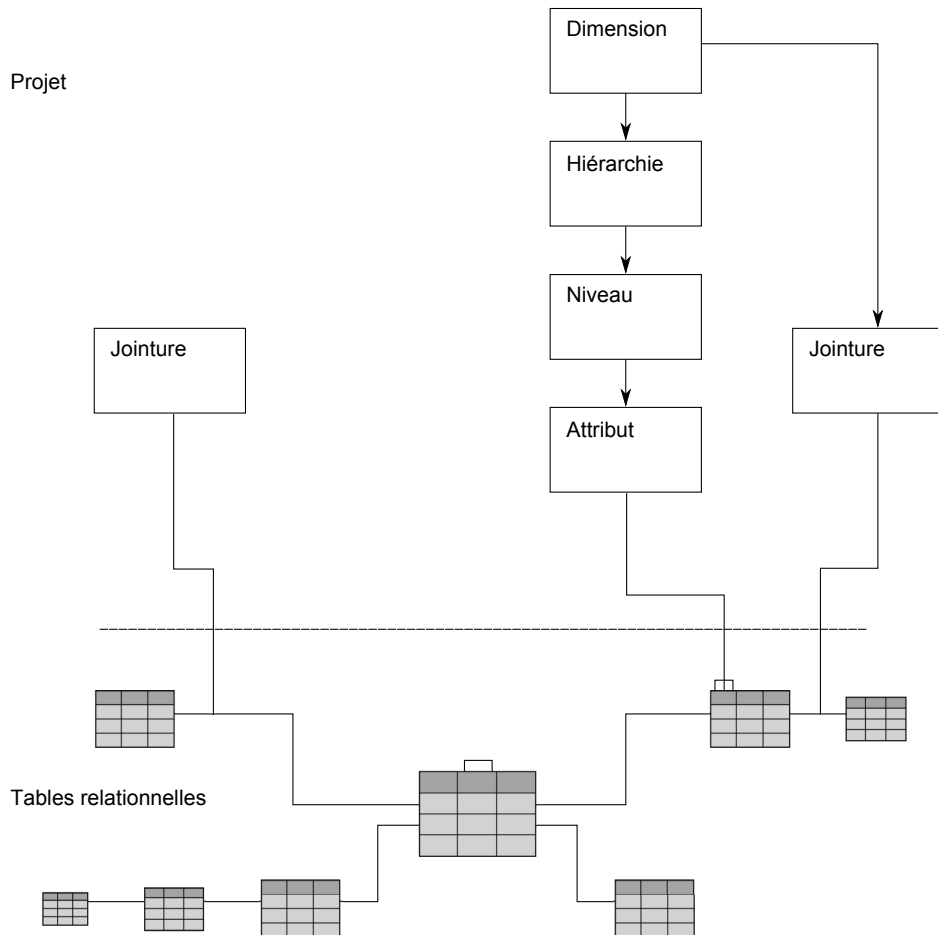 Dimension
Projet
Hiérarchie
Niveau
Jointure
Jointure
Attribut
Tables relationnelles